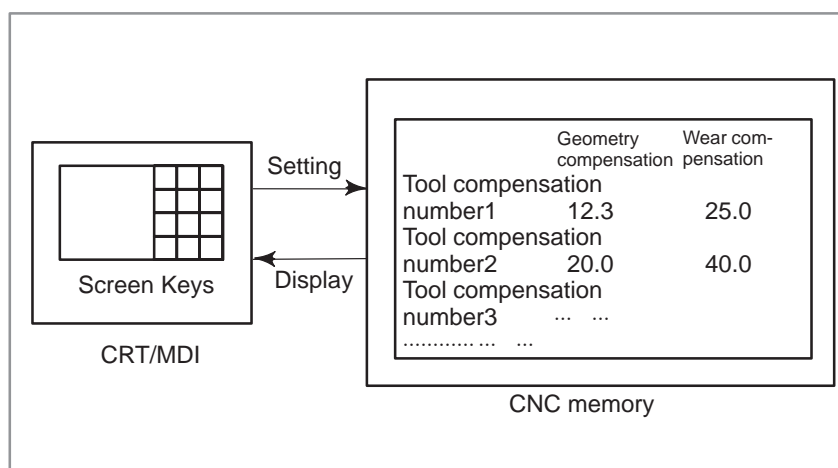 Screen Keys
CRT/MDI
Setting
Display
Geometry compensation
Wear com-
pensation
Tool compensation
number1 12.3 25.0
Tool compensation
number2 20.0 40.0
Tool compensation
number3 ... ...
............ ... ...
CNC memory